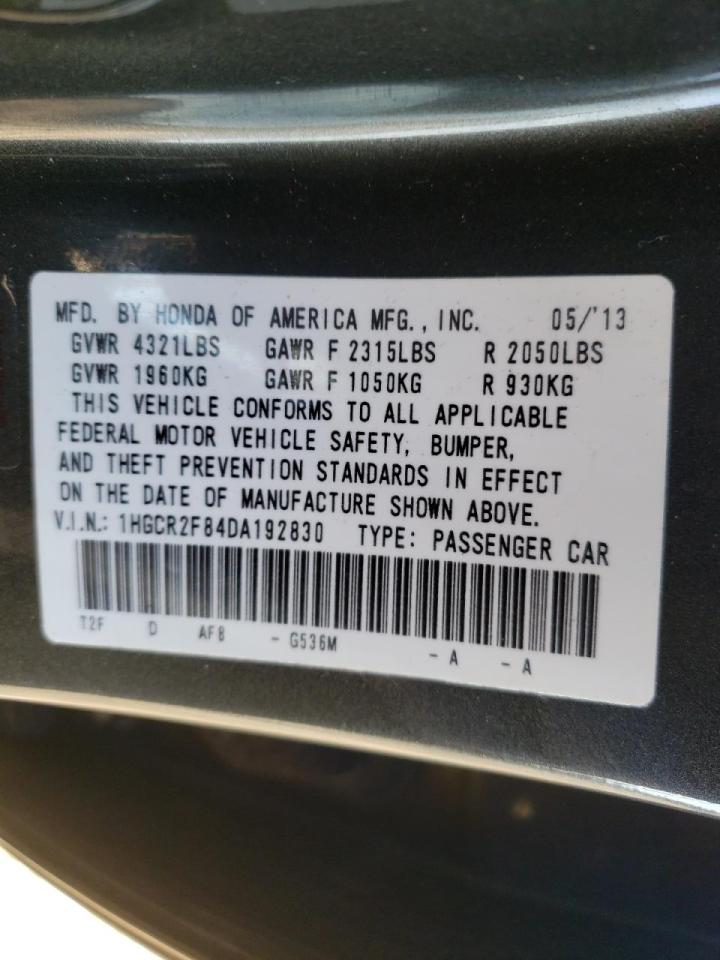 MFD. BY HONDA OF AMERICA MFG., INC. 05/'13
GVWR 4321LBS GAWR F 2315LBS R 2050LBS
GVWR 1960KG GAWR F 1050KG R 930KG
THIS VEHICLE CONFORMS TO ALL APPLICABLE
FEDERAL MOTOR VEHICLE SAFETY, BUMPER,
AND THEFT PREVENTION STANDARDS IN EFFECT
ON THE DATE OF MANUFACTURE SHOWN ABOVE.
V.I.N.: 1HGCR2F84DA192830 TYPE: PASSENGER CAR
T2F D AF8 - G536M - A - A